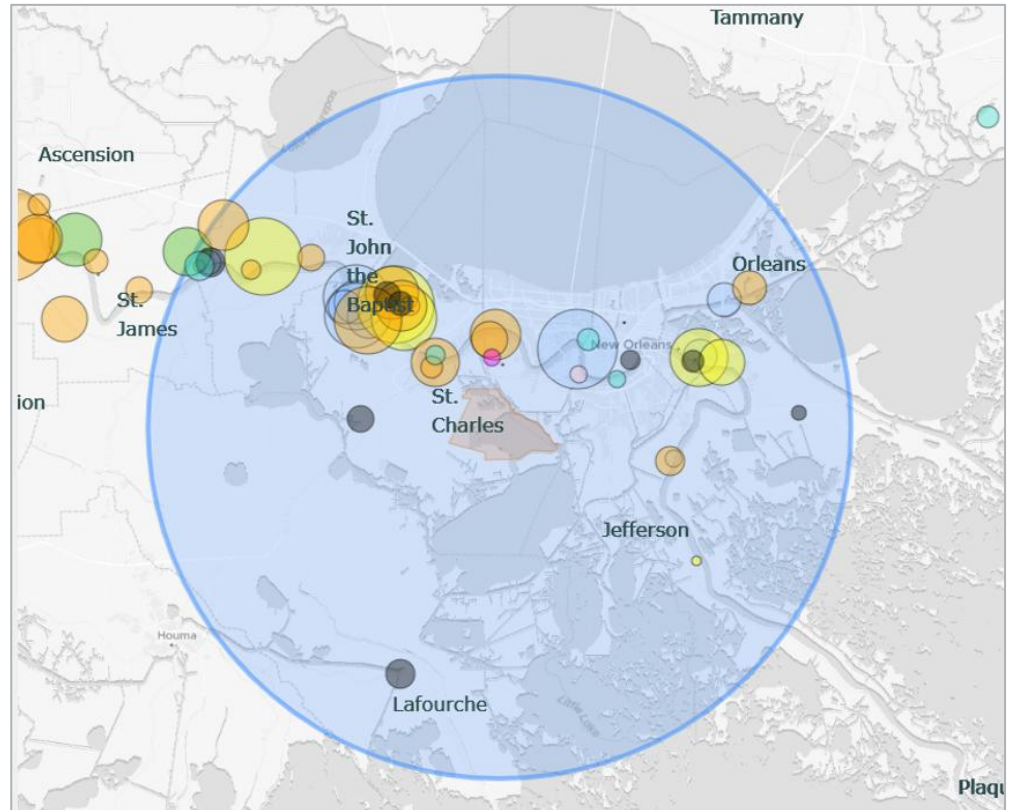 Tammany
Ascension
St.
John
the
Baptist
Orleans
St.
James
New Orleans
ion
St.
Charles
Jefferson
Houma
Lafourche
Little Lake
Plaqu